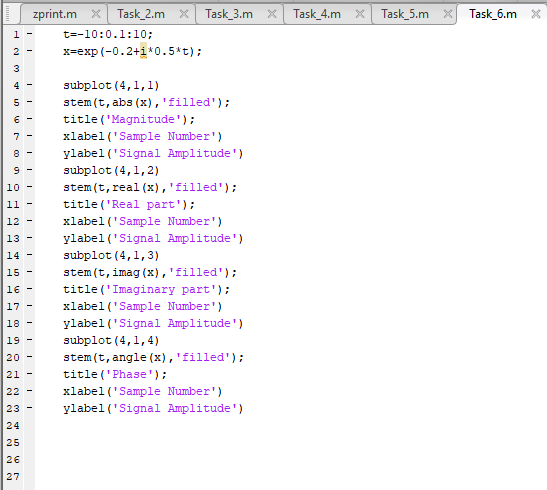 zprint.m Task_2.m Task_3.m Task_4.m Task_5.m Task_6.m
1 - t=-10:0.1:10;
2 - x=exp(-0.2+i*0.5*t);
3
4 - subplot(4,1,1)
5 - stem(t,abs(x),'filled');
6 - title('Magnitude');
7 - xlabel('Sample Number')
8 - ylabel('Signal Amplitude')
9 - subplot(4,1,2)
10 - stem(t,real(x),'filled');
11 - title('Real part');
12 - xlabel('Sample Number')
13 - ylabel('Signal Amplitude')
14 - subplot(4,1,3)
15 - stem(t,imag(x),'filled');
16 - title('Imaginary part');
17 - xlabel('Sample Number')
18 - ylabel('Signal Amplitude')
19 - subplot(4,1,4)
20 - stem(t,angle(x),'filled');
21 - title('Phase');
22 - xlabel('Sample Number')
23 - ylabel('Signal Amplitude')
24
25
26
27